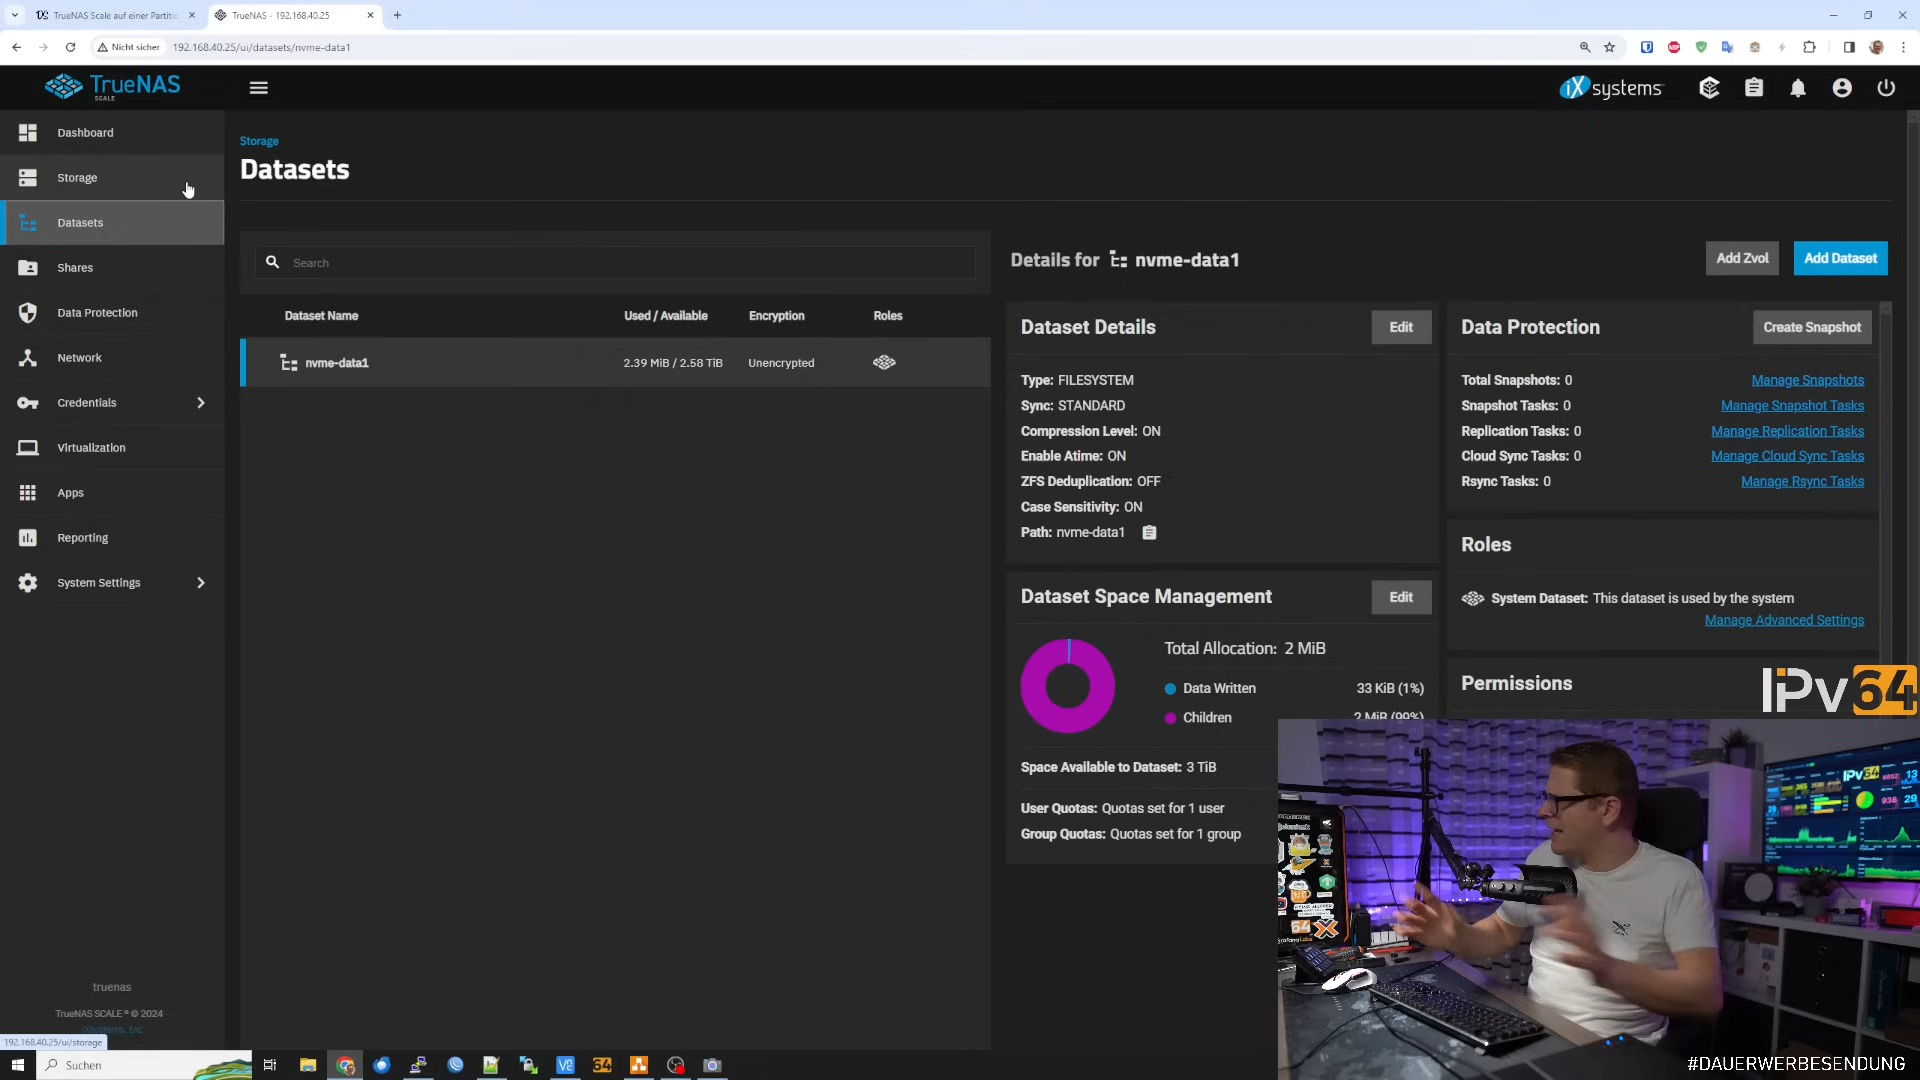 TrueNAS Scale auf einer Partitic
TrueNAS - 192.168.40.25
Nicht sicher
192.168.40.25/ui/datasets/nvme-data1
TrueNAS
SCALE
iXsystems
Dashboard
Storage
Datasets
Shares
Data Protection
Network
Credentials
Virtualization
Apps
Reporting
System Settings
truenas
TrueNAS SCALE ® © 2024
iXsystems, Inc.
192.168.40.25/ui/storage
Storage
Datasets
Search
Dataset Name
Used / Available
Encryption
Roles
nvme-data1
2.39 MiB / 2.58 TiB
Unencrypted
Details for nvme-data1
Add Zvol
Add Dataset
Dataset Details
Edit
Type: FILESYSTEM
Sync: STANDARD
Compression Level: ON
Enable Atime: ON
ZFS Deduplication: OFF
Case Sensitivity: ON
Path: nvme-data1
Dataset Space Management
Edit
Total Allocation: 2 MiB
Data Written
33 KiB (1%)
Children
2 MiB (99%)
Space Available to Dataset: 3 TiB
User Quotas: Quotas set for 1 user
Group Quotas: Quotas set for 1 group
Data Protection
Create Snapshot
Total Snapshots: 0
Manage Snapshots
Snapshot Tasks: 0
Manage Snapshot Tasks
Replication Tasks: 0
Manage Replication Tasks
Cloud Sync Tasks: 0
Manage Cloud Sync Tasks
Rsync Tasks: 0
Manage Rsync Tasks
Roles
System Dataset: This dataset is used by the system
Manage Advanced Settings
Permissions
IPv64
IPv64
Suchen
#DAUERWERBESENDUNG